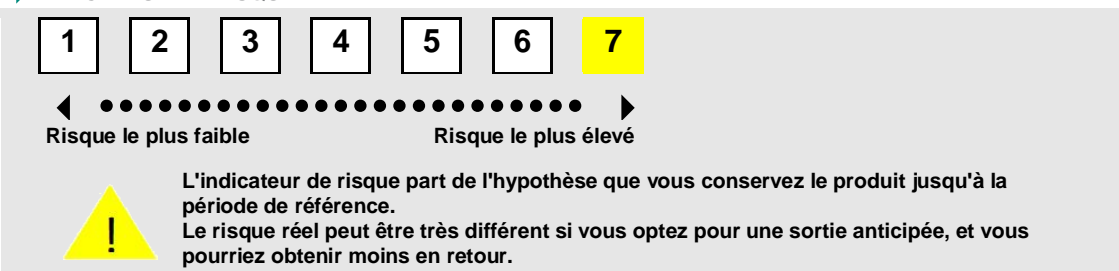 1 2 3 4 5 6 7
Risque le plus faible Risque le plus élevé
L'indicateur de risque part de l'hypothèse que vous conservez le produit jusqu'à la
période de référence.
Le risque réel peut être très différent si vous optez pour une sortie anticipée, et vous
! pourriez obtenir moins en retour.